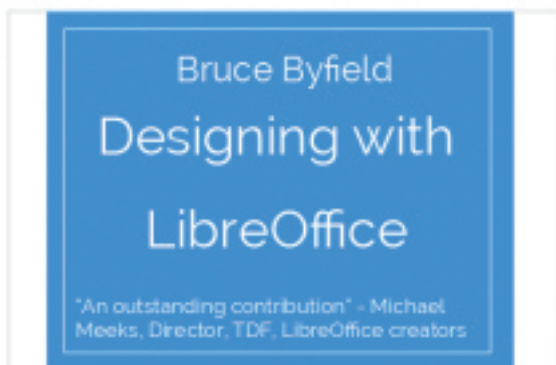 Bruce Byfield
Designing with
LibreOffice
"An outstanding contribution" - Michael
Meeks, Director, TDF, LibreOffice creators